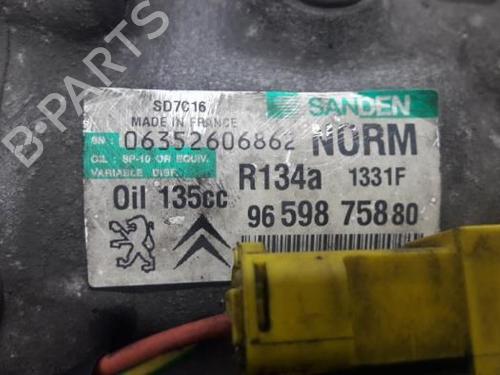 B-PARTS
SD7C16
MADE IN FRANCE
SANDEN
SN: 06352606862 NORM
OIL : SP-10 OR EQUIV.
VARIABLE DISP.
R134a 1331F
Oil 135cc
96 598 758 80